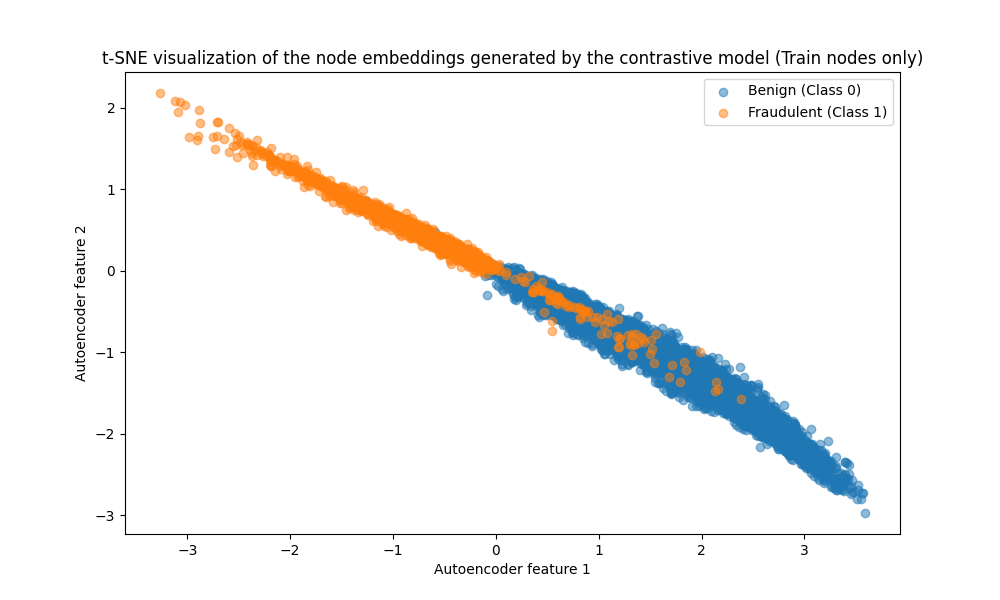 t-SNE visualization of the node embeddings generated by the contrastive model (Train nodes only)
Benign (Class 0)
Fraudulent (Class 1)
2
1
0
−1
−2
−3
Autoencoder feature 2
−3 −2 −1 0 1 2 3
Autoencoder feature 1